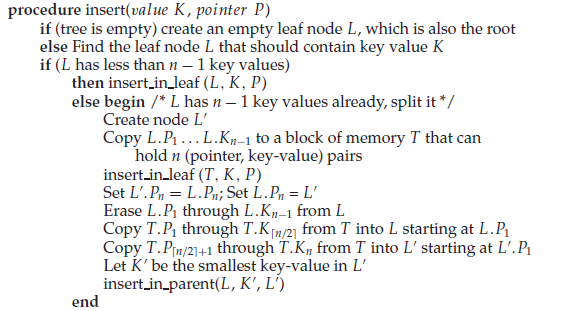 procedure insert(value K, pointer P)
if (tree is empty) create an empty leaf node L, which is also the root
else Find the leaf node L that should contain key value K
if (L has less than n − 1 key values)
then insert_in_leaf (L, K, P)
else begin /* L has n − 1 key values already, split it */
Create node L′
Copy L.P₁ … L.Kₙ₋₁ to a block of memory T that can
hold n (pointer, key-value) pairs
insert_in_leaf (T, K, P)
Set L′.Pₙ = L.Pₙ; Set L.Pₙ = L′
Erase L.P₁ through L.Kₙ₋₁ from L
Copy T.P₁ through T.K⌈n/2⌉ from T into L starting at L.P₁
Copy T.P⌈n/2⌉+1 through T.Kₙ from T into L′ starting at L′.P₁
Let K′ be the smallest key-value in L′
insert_in_parent(L, K′, L′)
end